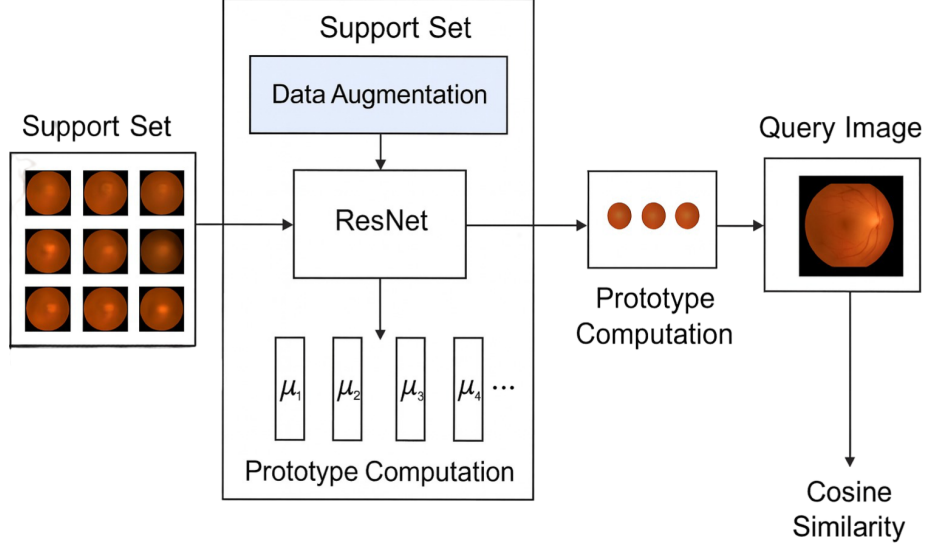 Support Set
Support Set
Data Augmentation
ResNet
μ1
μ2
μ3
μ4 ...
Prototype Computation
Prototype
Computation
Query Image
Cosine
Similarity